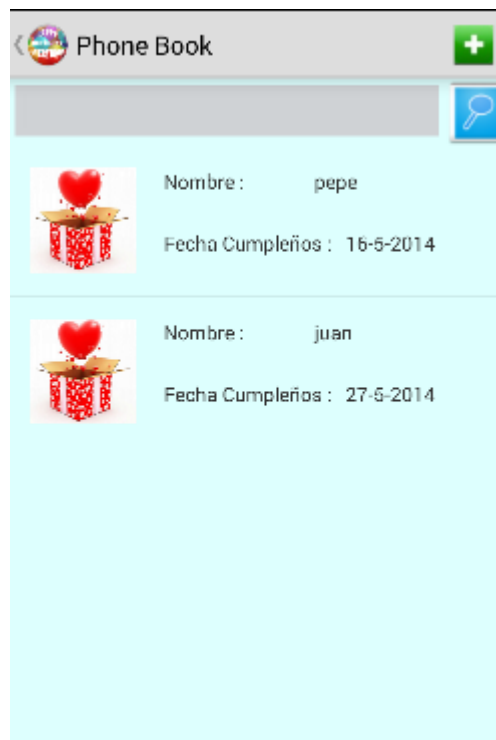 Phone Book
Nombre : pepe
Fecha Cumpleños : 16-5-2014
Nombre : juan
Fecha Cumpleños : 27-5-2014